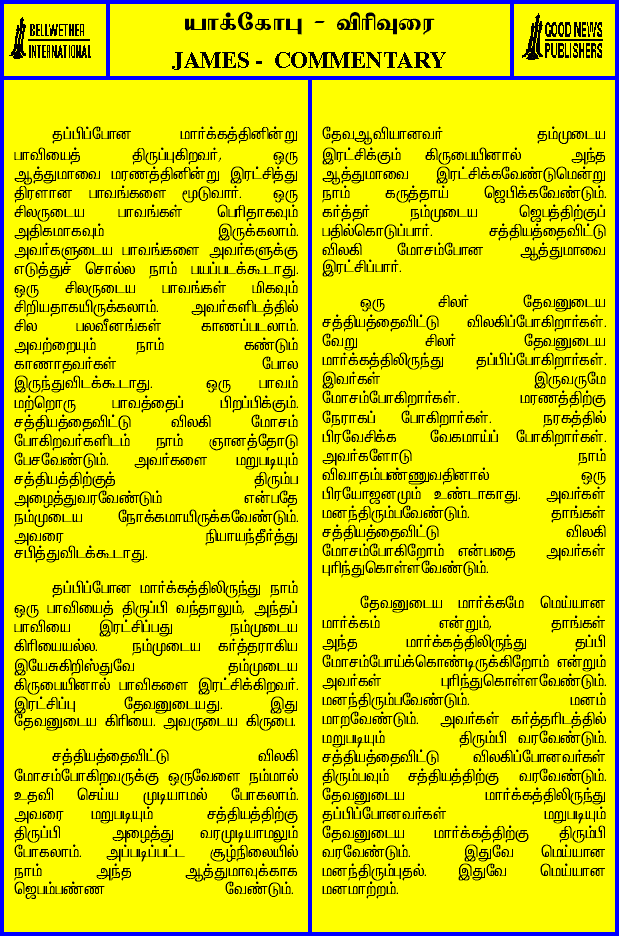 BELLWETHER
INTERNATIONAL
யாக்கோபு - விரிவுரை
JAMES - COMMENTARY
GOOD NEWS
PUBLISHERS
தப்பிப்போன மார்க்கத்தினின்று
பாவியைத் திருப்புகிறவர், ஒரு
ஆத்துமாவை மரணத்தினின்று இரட்சித்து
திரளான பாவங்களை மூடுவார். ஒரு
சிலருடைய பாவங்கள் பெரிதாகவும்
அதிகமாகவும் இருக்கலாம்.
அவர்களுடைய பாவங்களை அவர்களுக்கு
எடுத்துச் சொல்ல நாம் பயப்படக்கூடாது.
ஒரு சிலருடைய பாவங்கள் மிகவும்
சிறியதாகயிருக்கலாம். அவர்களிடத்தில்
சில பலவீனங்கள் காணப்படலாம்.
அவற்றையும் நாம் கண்டும்
காணாதவர்கள் போல
இருந்துவிடக்கூடாது. ஒரு பாவம்
மற்றொரு பாவத்தைப் பிறப்பிக்கும்.
சத்தியத்தைவிட்டு விலகி மோசம்
போகிறவர்களிடம் நாம் ஞானத்தோடு
பேசவேண்டும். அவர்களை மறுபடியும்
சத்தியத்திற்குத் திரும்ப
அழைத்துவரவேண்டும் என்பதே
நம்முடைய நோக்கமாயிருக்கவேண்டும்.
அவரை நியாயந்தீர்த்து
சபித்துவிடக்கூடாது.
தப்பிப்போன மார்க்கத்திலிருந்து நாம்
ஒரு பாவியைத் திருப்பி வந்தாலும், அந்தப்
பாவியை இரட்சிப்பது நம்முடைய
கிரியையல்ல. நம்முடைய கர்த்தராகிய
இயேசுகிறிஸ்துவே தம்முடைய
கிருபையினால் பாவிகளை இரட்சிக்கிறவர்.
இரட்சிப்பு தேவனுடையது. இது
தேவனுடைய கிரியை. அவருடைய கிருபை.
சத்தியத்தைவிட்டு விலகி
மோசம்போகிறவருக்கு ஒருவேளை நம்மால்
உதவி செய்ய முடியாமல் போகலாம்.
அவரை மறுபடியும் சத்தியத்திற்கு
திருப்பி அழைத்து வரமுடியாமலும்
போகலாம். அப்படிப்பட்ட சூழ்நிலையில்
நாம் அந்த ஆத்துமாவுக்காக
ஜெபம்பண்ண வேண்டும்.
தேவஆவியானவர் தம்முடைய
இரட்சிக்கும் கிருபையினால் அந்த
ஆத்துமாவை இரட்சிக்கவேண்டுமென்று
நாம் கருத்தாய் ஜெபிக்கவேண்டும்.
கர்த்தர் நம்முடைய ஜெபத்திற்குப்
பதில்கொடுப்பார். சத்தியத்தைவிட்டு
விலகி மோசம்போன ஆத்துமாவை
இரட்சிப்பார்.
ஒரு சிலர் தேவனுடைய
சத்தியத்தைவிட்டு விலகிப்போகிறார்கள்.
வேறு சிலர் தேவனுடைய
மார்க்கத்திலிருந்து தப்பிப்போகிறார்கள்.
இவர்கள் இருவருமே
மோசம்போகிறார்கள். மரணத்திற்கு
நேராகப் போகிறார்கள். நரகத்தில்
பிரவேசிக்க வேகமாய்ப் போகிறார்கள்.
அவர்களோடு நாம்
விவாதம்பண்ணுவதினால் ஒரு
பிரயோஜனமும் உண்டாகாது. அவர்கள்
மனந்திரும்பவேண்டும். தாங்கள்
சத்தியத்தைவிட்டு விலகி
மோசம்போகிறோம் என்பதை அவர்கள்
புரிந்துகொள்ளவேண்டும்.
தேவனுடைய மார்க்கமே மெய்யான
மார்க்கம் என்றும், தாங்கள்
அந்த மார்க்கத்திலிருந்து தப்பி
மோசம்போய்க்கொண்டிருக்கிறோம் என்றும்
அவர்கள் புரிந்துகொள்ளவேண்டும்.
மனந்திரும்பவேண்டும். மனம்
மாறவேண்டும். அவர்கள் கர்த்தரிடத்தில்
மறுபடியும் திரும்பி வரவேண்டும்.
சத்தியத்தைவிட்டு விலகிப்போனவர்கள்
திரும்பவும் சத்தியத்திற்கு வரவேண்டும்.
தேவனுடைய மார்க்கத்திலிருந்து
தப்பிப்போனவர்கள் மறுபடியும்
தேவனுடைய மார்க்கத்திற்கு திரும்பி
வரவேண்டும். இதுவே மெய்யான
மனந்திரும்புதல். இதுவே மெய்யான
மனமாற்றம்.